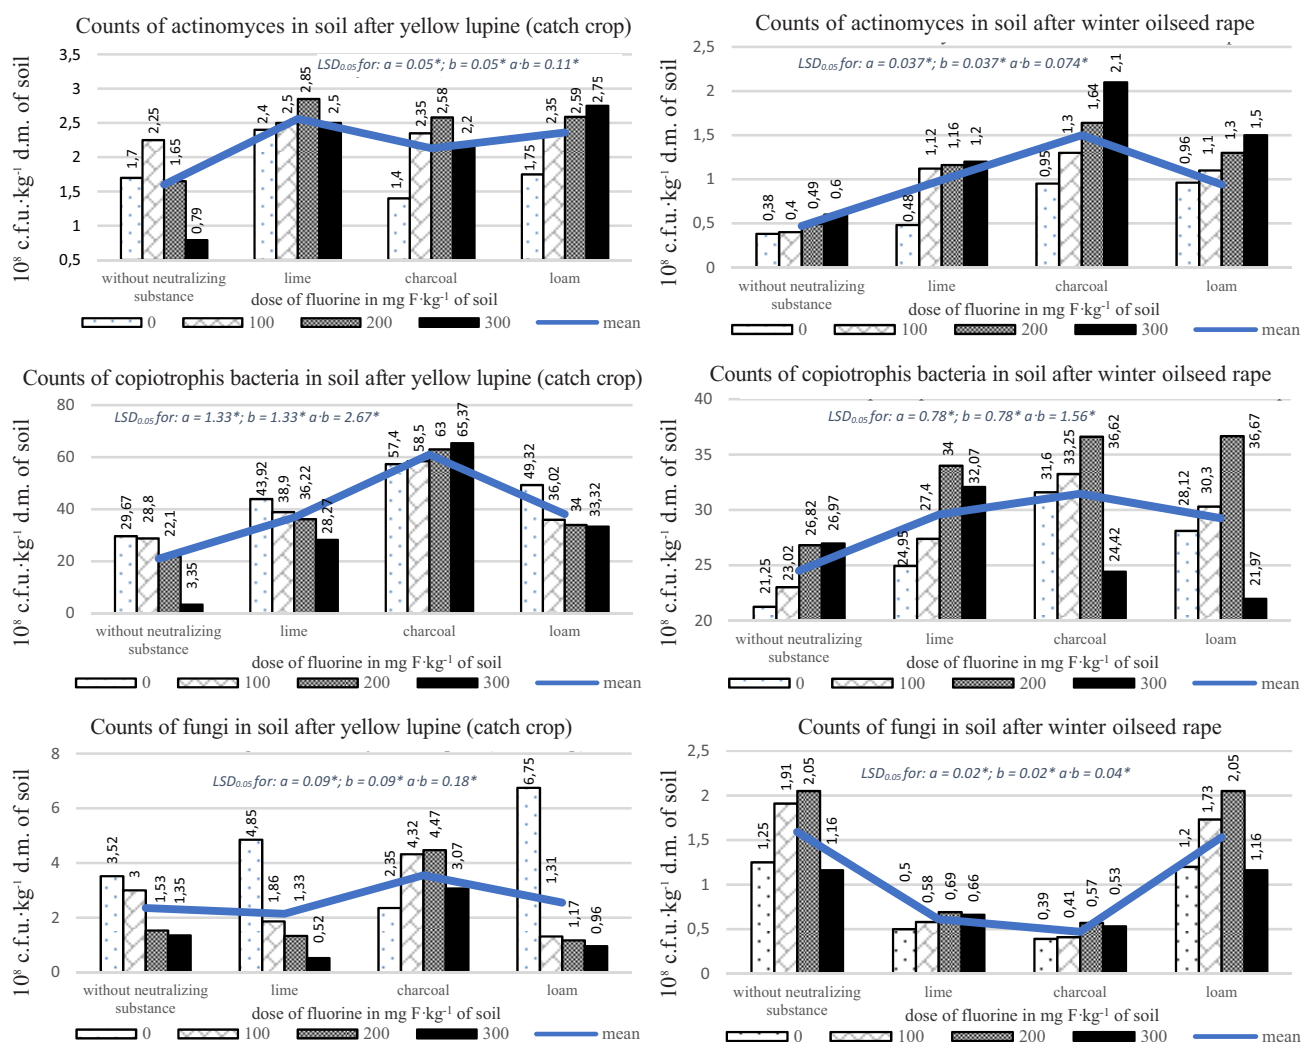 Counts of actinomyces in soil after yellow lupine (catch crop)
LSD0.05 for: a = 0.05*; b = 0.05* a·b = 0.11*
10⁸ c.f.u.·kg⁻¹ d.m. of soil
3,5
3
2,5
2
1,5
1
0,5
1,7
2,25
1,65
0,79
2,4
2,5
2,85
2,5
1,4
2,35
2,58
2,2
1,75
2,35
2,59
2,75
without neutralizing
substance
lime
charcoal
loam
dose of fluorine in mg F·kg⁻¹ of soil
0 100 200 300 mean
Counts of actinomyces in soil after winter oilseed rape
LSD0.05 for: a = 0.037*; b = 0.037* a·b = 0.074*
10⁸ c.f.u.·kg⁻¹ d.m. of soil
2,5
2
1,5
1
0,5
0
0,38
0,4
0,49
0,6
0,48
1,12
1,16
1,2
0,95
1,3
1,64
2,1
0,96
1,1
1,3
1,5
without neutralizing
substance
lime
charcoal
loam
dose of fluorine in mg F·kg⁻¹ of soil
0 100 200 300 mean
Counts of copiotrophis bacteria in soil after yellow lupine (catch crop)
LSD0.05 for: a = 1.33*; b = 1.33* a·b = 2.67*
10⁸ c.f.u.·kg⁻¹ d.m. of soil
80
60
40
20
0
29,67
28,8
22,1
3,35
43,92
38,9
36,22
28,27
57,4
58,5
63
65,37
49,32
36,02
34
33,32
without neutralizing
substance
lime
charcoal
loam
dose of fluorine in mg F·kg⁻¹ of soil
0 100 200 300 mean
Counts of copiotrophis bacteria in soil after winter oilseed rape
LSD0.05 for: a = 0.78*; b = 0.78* a·b = 1.56*
10⁸ c.f.u.·kg⁻¹ d.m. of soil
40
35
30
25
20
21,25
23,02
26,82
26,97
24,95
27,4
34
32,07
31,6
33,25
36,62
24,42
28,12
30,3
36,67
21,97
without neutralizing
substance
lime
charcoal
loam
dose of fluorine in mg F·kg⁻¹ of soil
0 100 200 300 mean
Counts of fungi in soil after yellow lupine (catch crop)
LSD0.05 for: a = 0.09*; b = 0.09* a·b = 0.18*
10⁸ c.f.u.·kg⁻¹ d.m. of soil
8
6
4
2
0
3,52
3
1,53
1,35
4,85
1,86
1,33
0,52
2,35
4,32
4,47
3,07
6,75
1,31
1,17
0,96
without neutralizing
substance
lime
charcoal
loam
dose of fluorine in mg F·kg⁻¹ of soil
0 100 200 300 mean
Counts of fungi in soil after winter oilseed rape
LSD0.05 for: a = 0.02*; b = 0.02* a·b = 0.04*
10⁸ c.f.u.·kg⁻¹ d.m. of soil
2,5
2
1,5
1
0,5
0
1,25
1,91
2,05
1,16
0,5
0,58
0,69
0,66
0,39
0,41
0,57
0,53
1,2
1,73
2,05
1,16
without neutralizing
substance
lime
charcoal
loam
dose of fluorine in mg F·kg⁻¹ of soil
0 100 200 300 mean